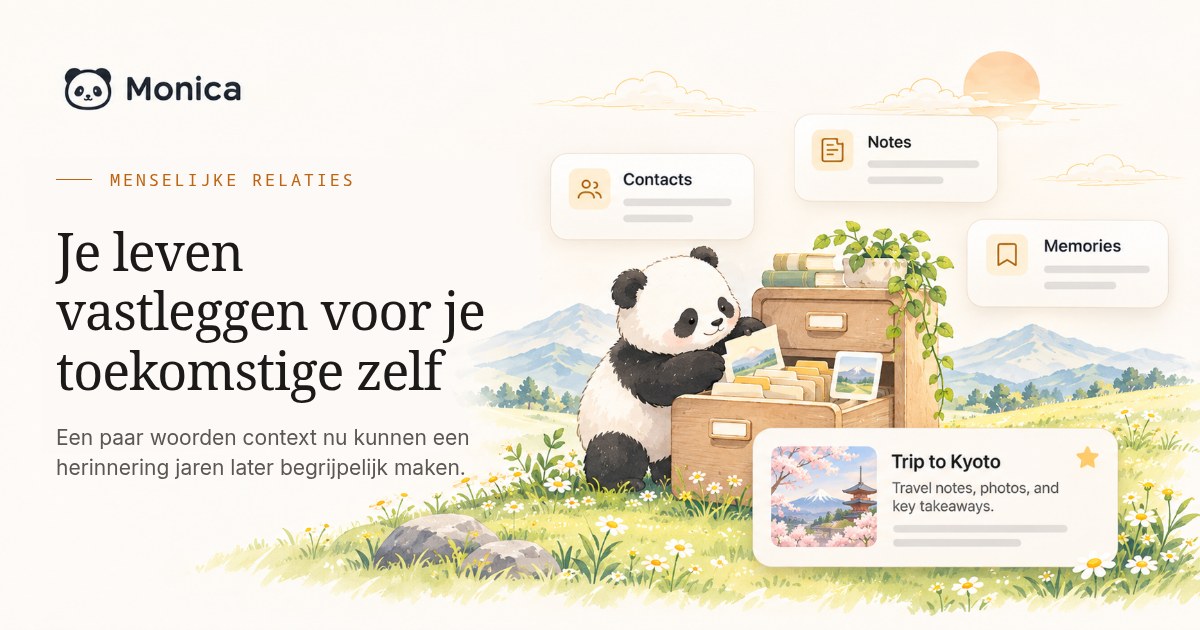 Monica
MENSELIJKE RELATIES
Je leven
vastleggen voor je
toekomstige zelf
Een paar woorden context nu kunnen een
herinnering jaren later begrijpelijk maken.
Contacts
Notes
Memories
Trip to Kyoto
Travel notes, photos, and
key takeaways.